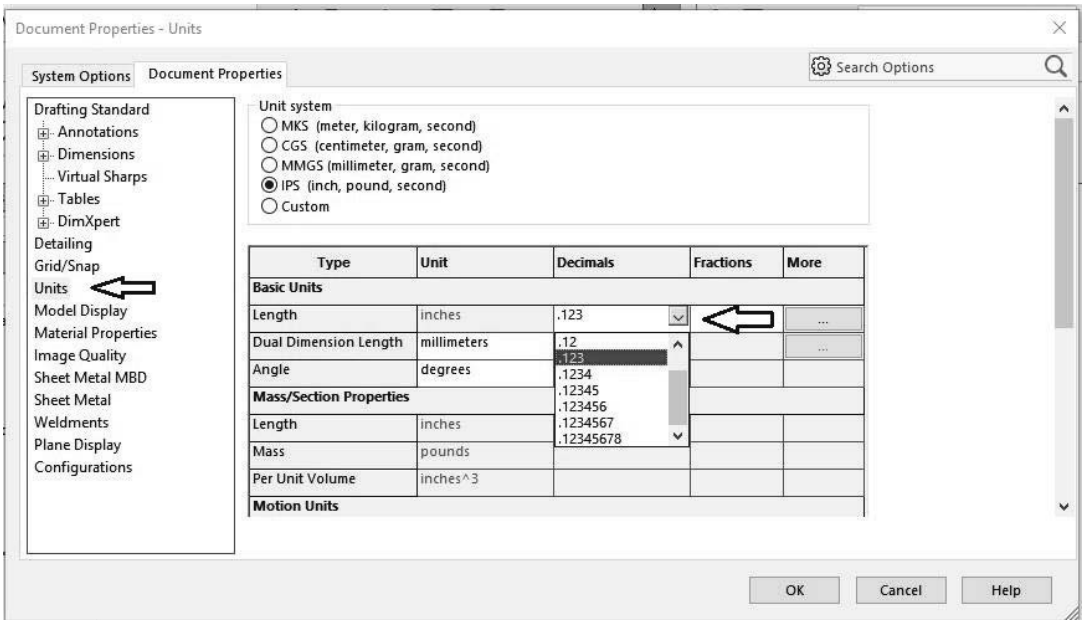 Document Properties - Units
System Options
Document Properties
Search Options
Drafting Standard
Annotations
Dimensions
Virtual Sharps
Tables
DimXpert
Detailing
Grid/Snap
Units
Model Display
Material Properties
Image Quality
Sheet Metal MBD
Sheet Metal
Weldments
Plane Display
Configurations
Unit system
MKS (meter, kilogram, second)
CGS (centimeter, gram, second)
MMGS (millimeter, gram, second)
IPS (inch, pound, second)
Custom
Type Unit Decimals Fractions More
Basic Units
Length inches .123 ...
Dual Dimension Length millimeters .12 ...
.123
Angle degrees .1234
.12345
Mass/Section Properties .123456
Length inches .1234567
.12345678
Mass pounds
Per Unit Volume inches^3
Motion Units
OK Cancel Help